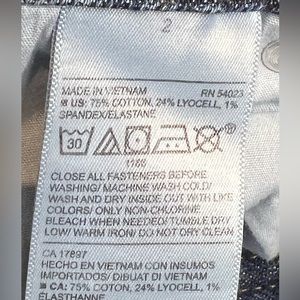 2
MADE IN VIETNAM RN 54023
US: 75% COTTON, 24% LYOCELL, 1%
SPANDEX/ELASTANE
30
1166
CLOSE ALL FASTENERS BEFORE
WASHING/ MACHINE WASH COLD/
WASH AND DRY INSIDE OUT WITH LIKE
COLORS/ ONLY NON-CHLORINE
BLEACH WHEN NEEDED/ TUMBLE DRY
LOW/ WARM IRON/ DO NOT DRY CLEAN
CA 17897
HECHO EN VIETNAM CON INSUMOS
IMPORTADOS/ DIBUAT DI VIETNAM
CA: 75% COTTON, 24% LYOCELL, 1%
ELASTHANNE